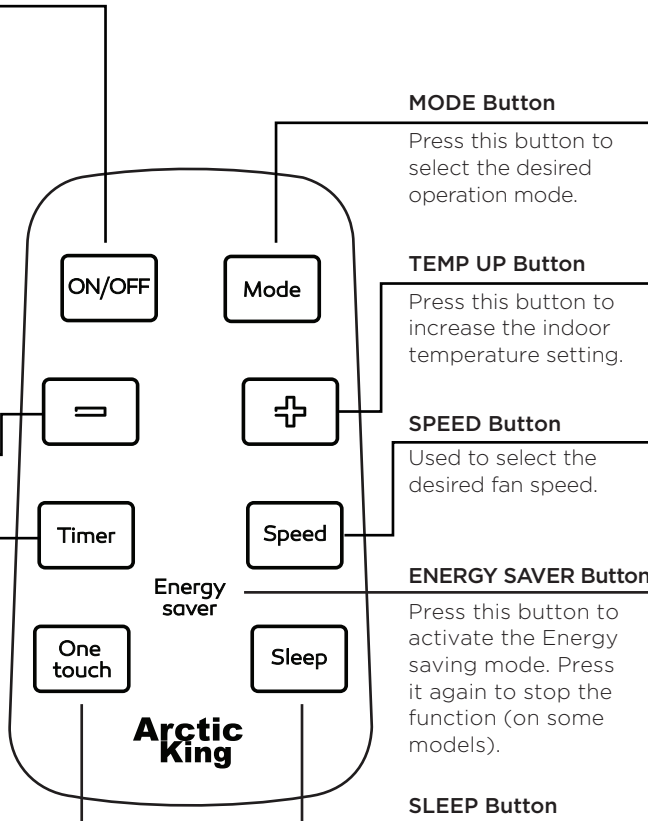 MODE Button
Press this button to
select the desired
operation mode.
TEMP UP Button
Press this button to
increase the indoor
temperature setting.
SPEED Button
Used to select the
desired fan speed.
ENERGY SAVER Button
Press this button to
activate the Energy
saving mode. Press
it again to stop the
function (on some
models).
SLEEP Button
ON/OFF
Mode
Timer
Speed
Energy
saver
One
touch
Sleep
Arctic
King